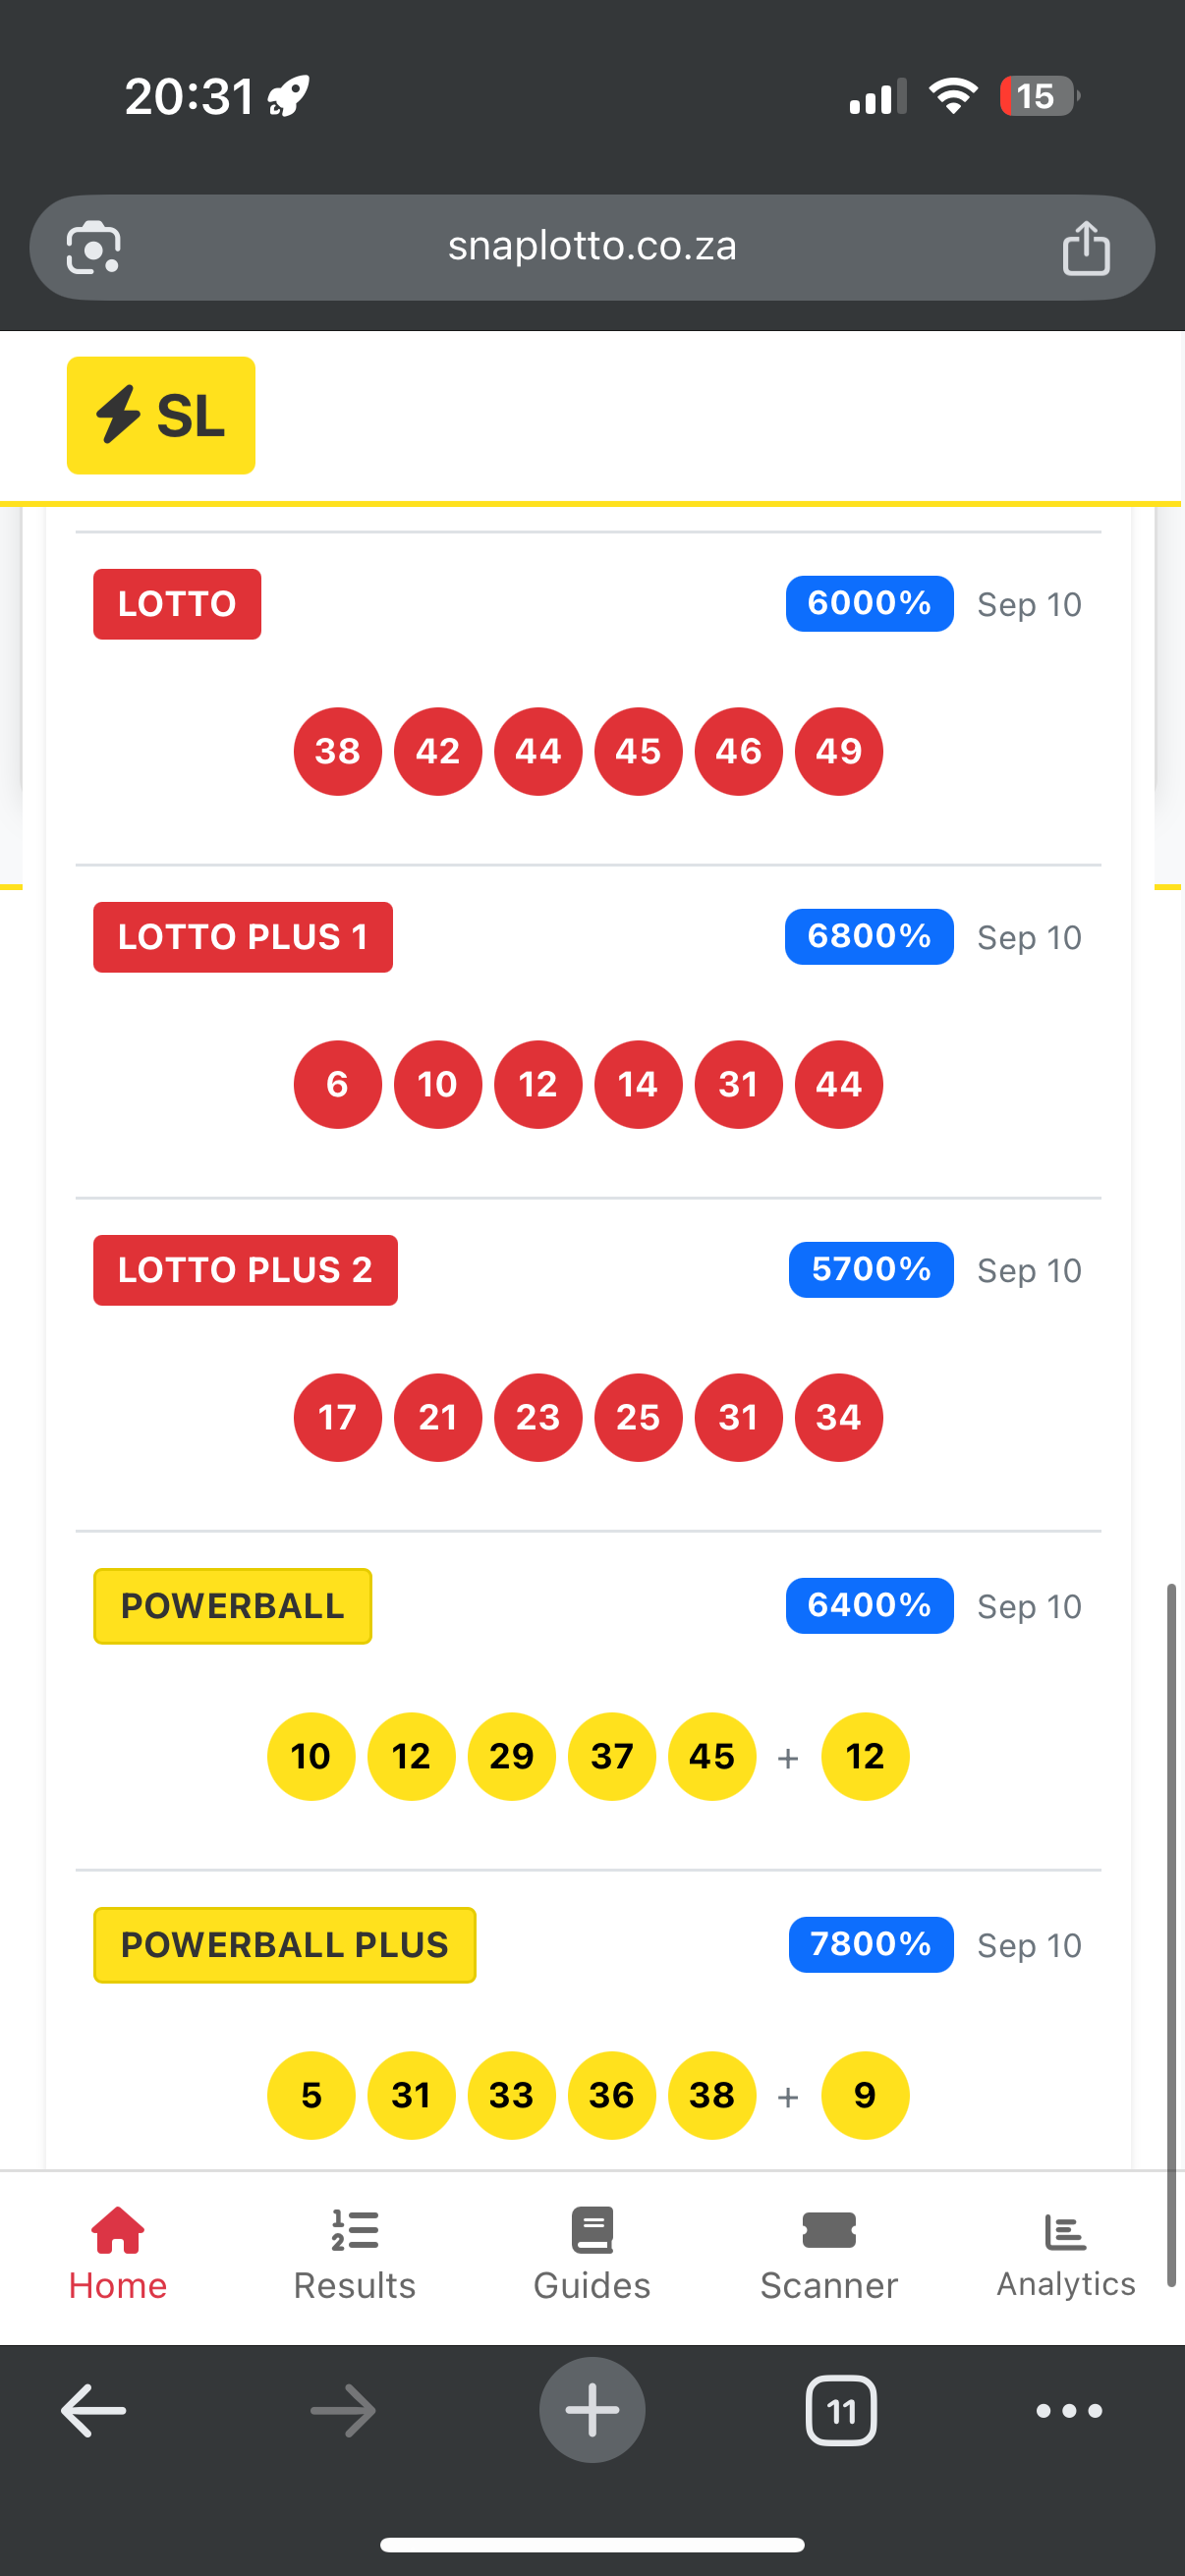 20:31 15
snaplotto.co.za
SL
LOTTO 6000% Sep 10
38 42 44 45 46 49
LOTTO PLUS 1 6800% Sep 10
6 10 12 14 31 44
LOTTO PLUS 2 5700% Sep 10
17 21 23 25 31 34
POWERBALL 6400% Sep 10
10 12 29 37 45 + 12
POWERBALL PLUS 7800% Sep 10
5 31 33 36 38 + 9
Home Results Guides Scanner Analytics
11